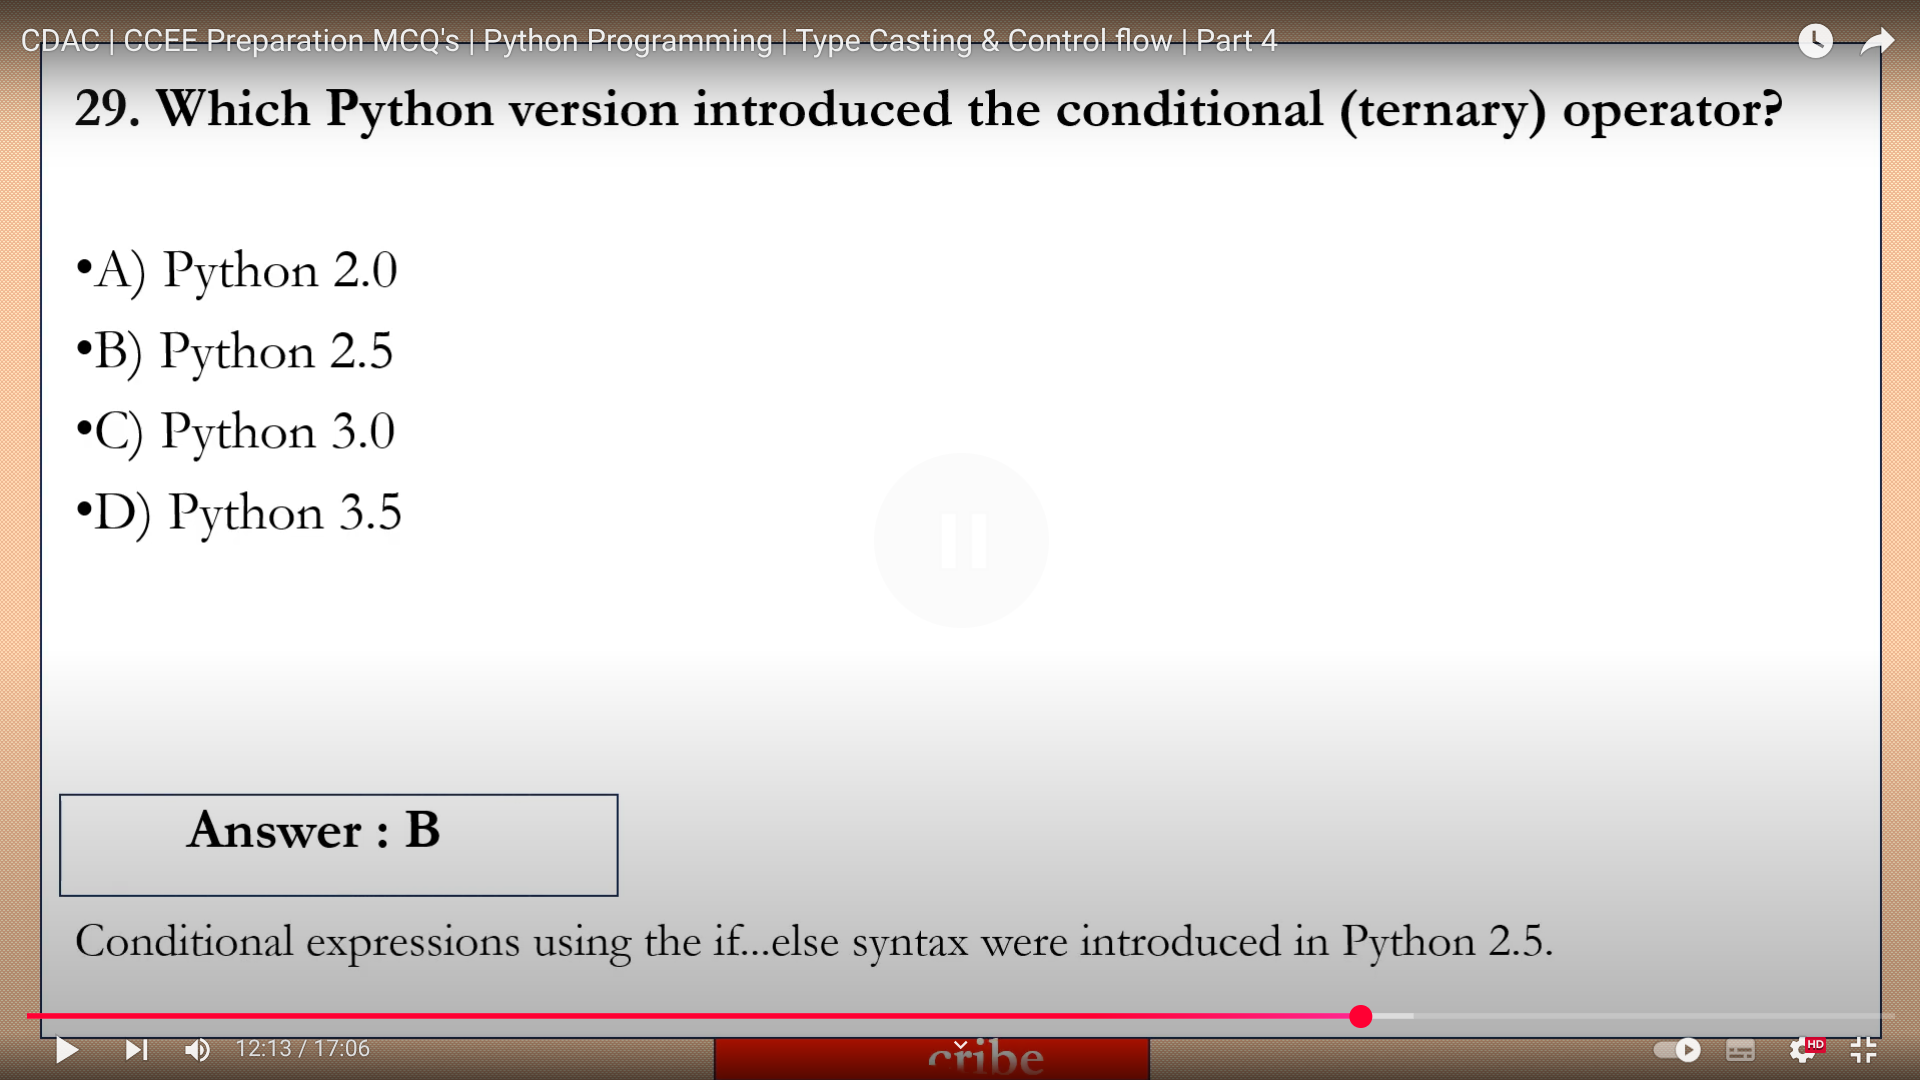 CDAC | CCEE Preparation MCQ's | Python Programming | Type Casting & Control flow | Part 4
29. Which Python version introduced the conditional (ternary) operator?
•A) Python 2.0
•B) Python 2.5
•C) Python 3.0
•D) Python 3.5
Answer : B
Conditional expressions using the if...else syntax were introduced in Python 2.5.
12:13 / 17:06
cribe
HD